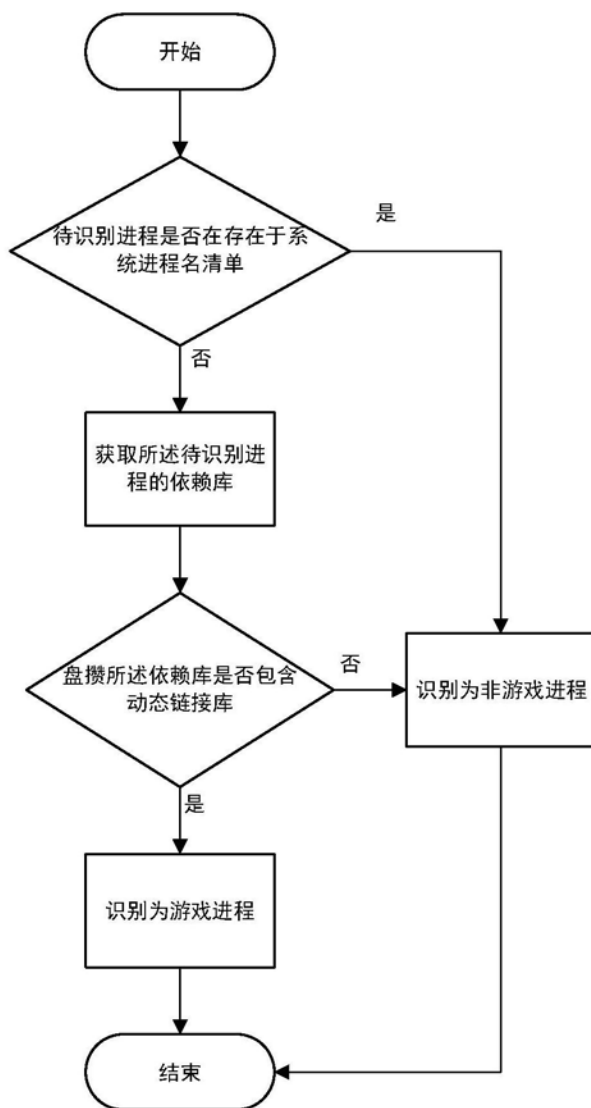 开始
待识别进程是否在存在于系
统进程名清单
是
否
获取所述待识别进
程的依赖库
盘攒所述依赖库是否包含
动态链接库
否
识别为非游戏进程
是
识别为游戏进程
结束